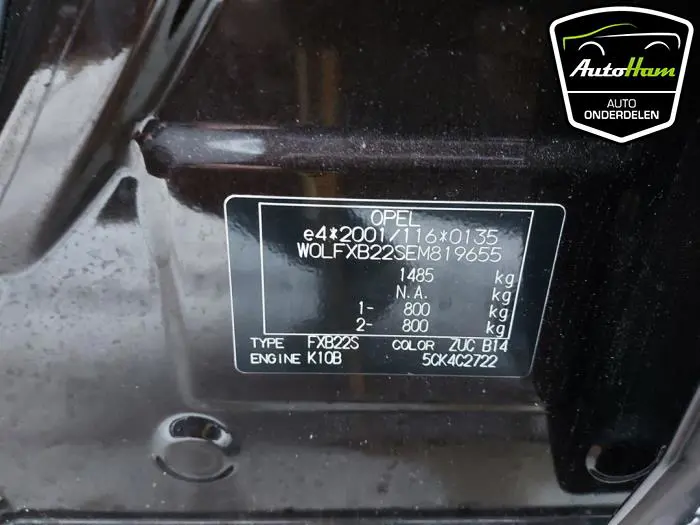 AutoHam
AUTO
ONDERDELEN
OPEL
e4*2001/116*0135
WOLFXB22SEM819655
1485 kg
N.A. kg
1- 800 kg
2- 800 kg
TYPE FXB22S COLOR ZUC B14
ENGINE K10B 5CK4C2722